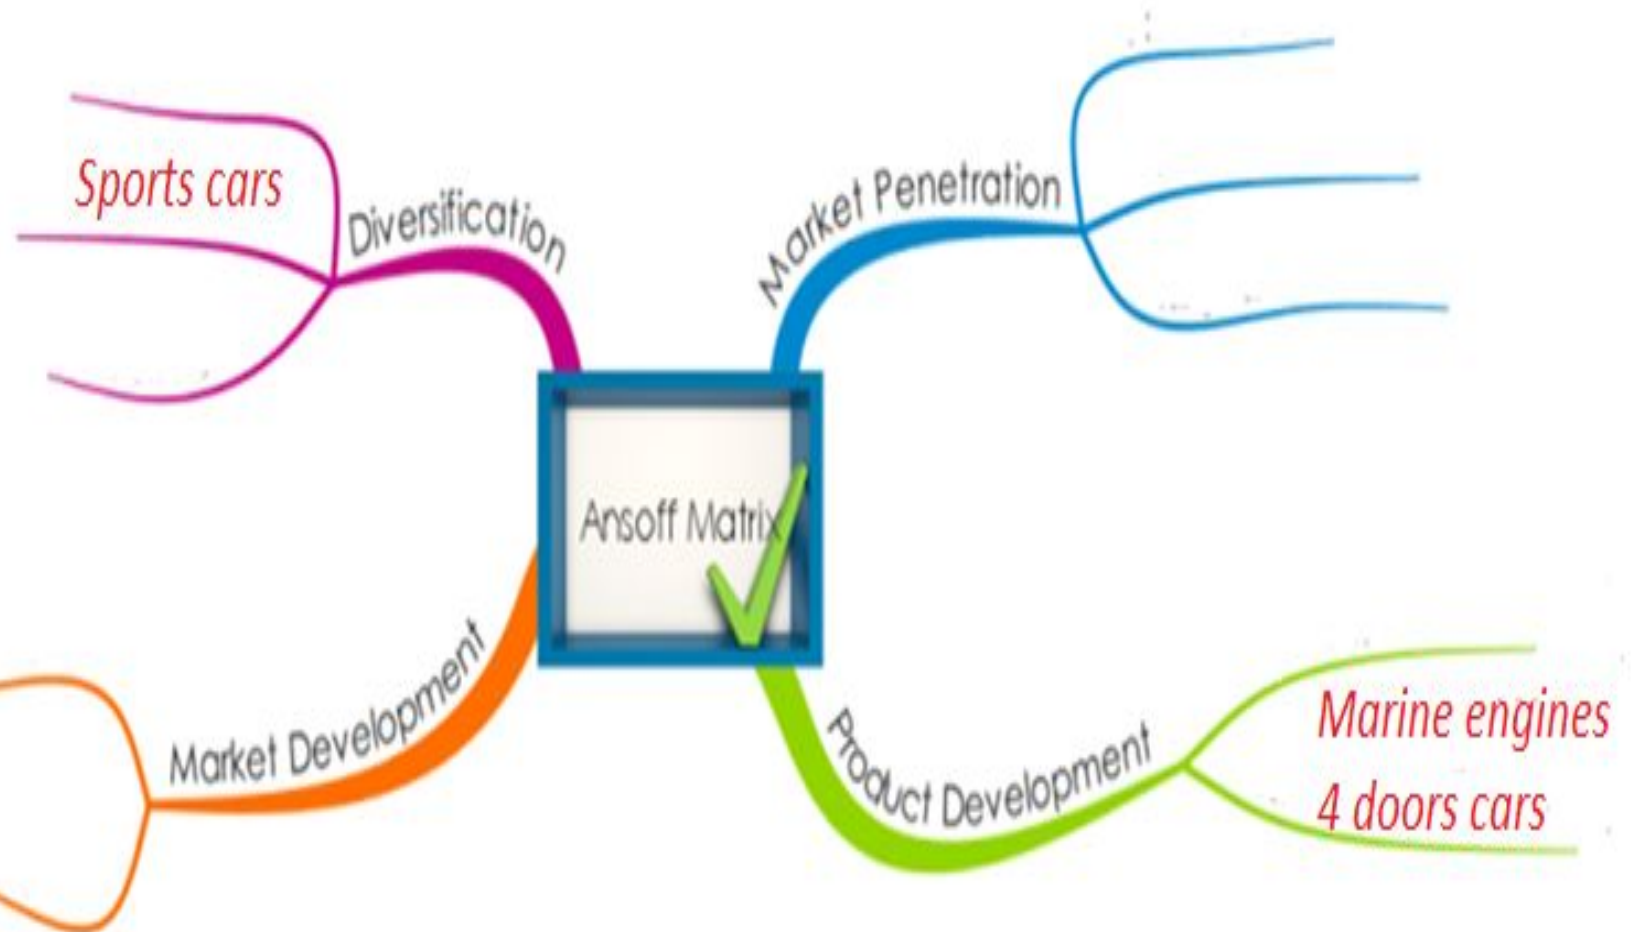 Sports cars
Diversification
Market Penetration
Ansoff Matrix
Market Development
Product Development
Marine engines
4 doors cars